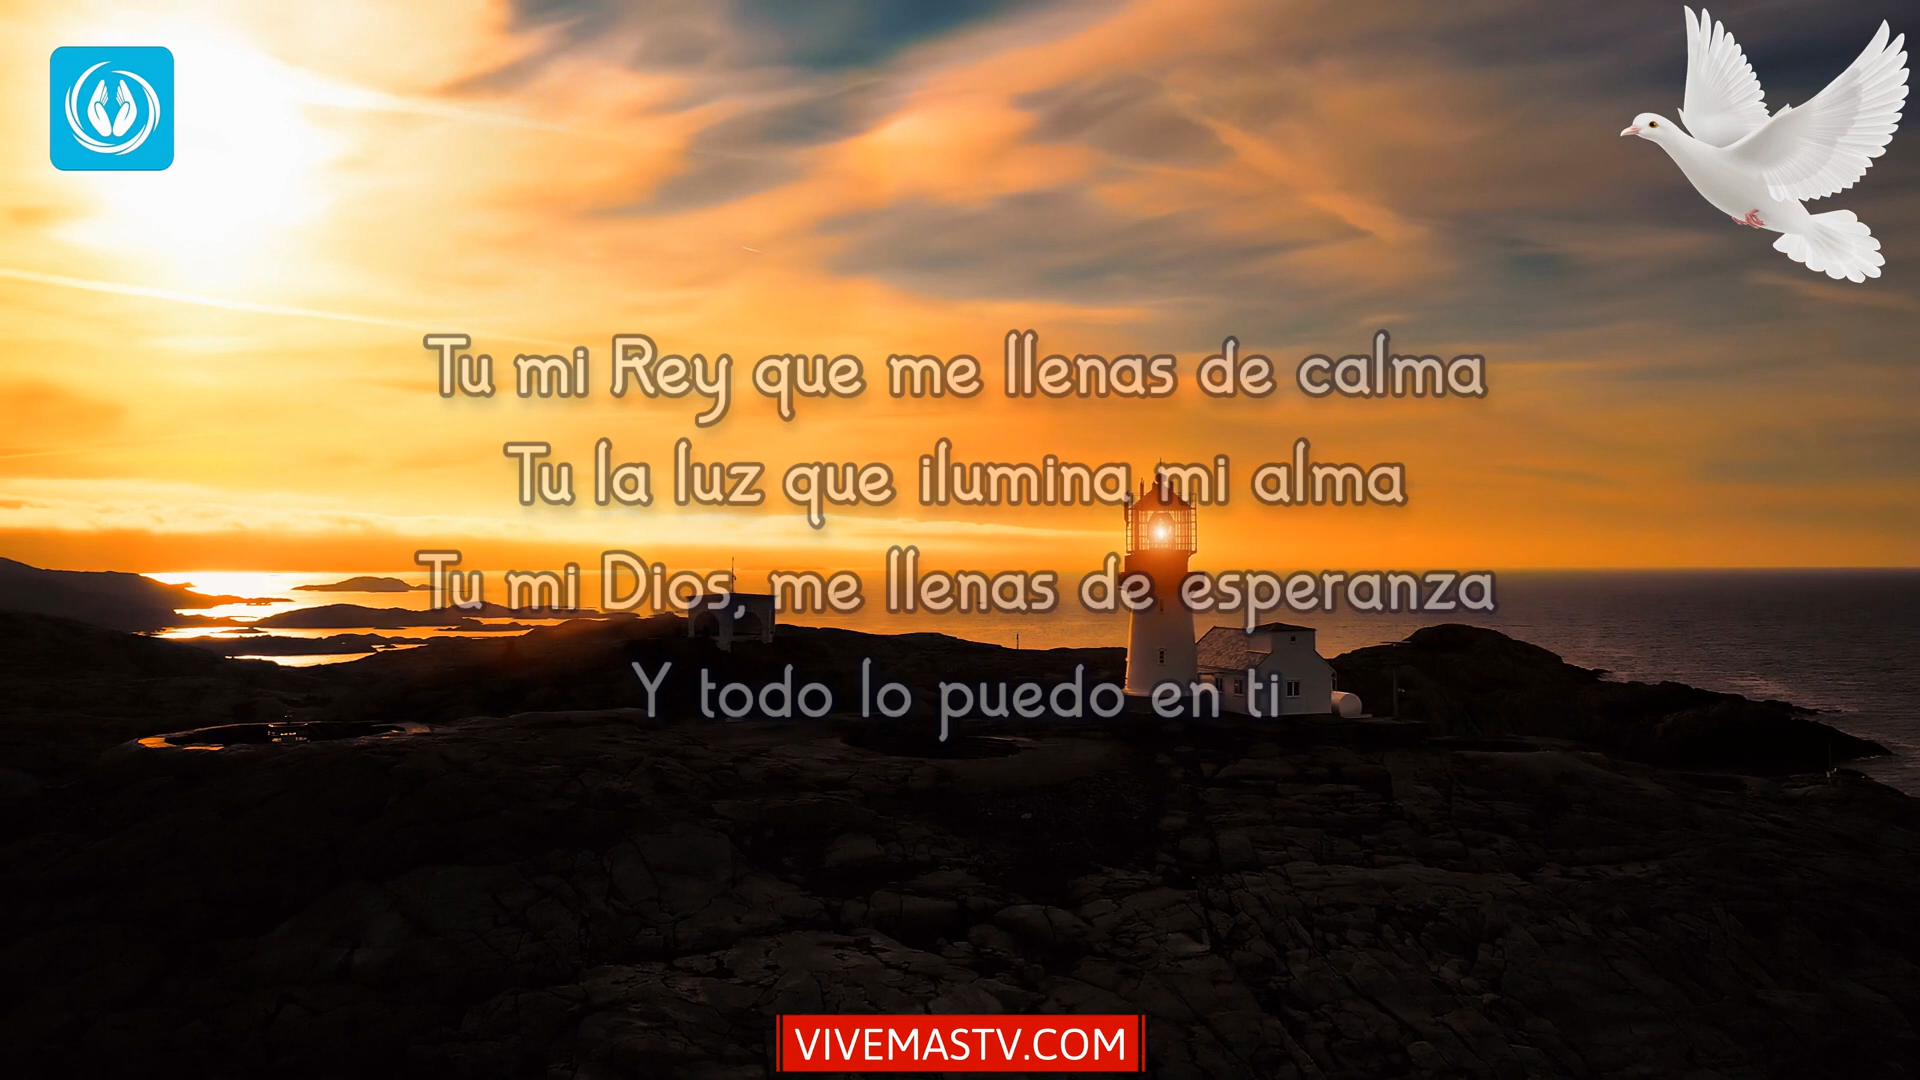 Tu mi Rey que me llenas de calma
Tu la luz que ilumina mi alma
Tu mi Dios, me llenas de esperanza
Y todo lo puedo en ti
VIVEMASTV.COM